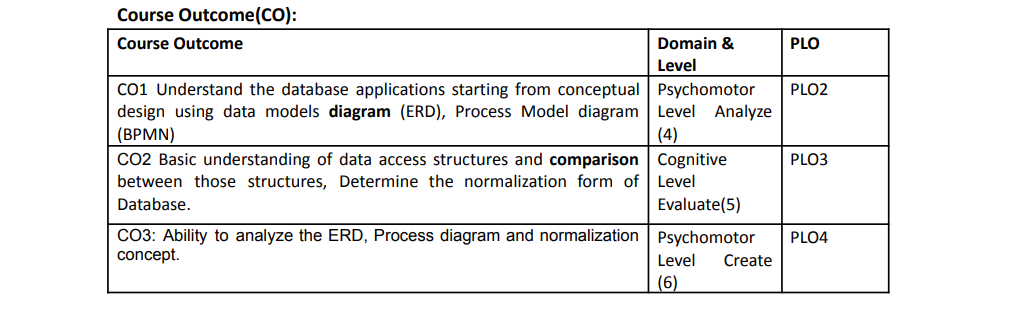 Course Outcome(CO):
Course Outcome
Domain &
Level
PLO
CO1 Understand the database applications starting from conceptual
design using data models diagram (ERD), Process Model diagram
(BPMN)
Psychomotor
Level Analyze
(4)
PLO2
CO2 Basic understanding of data access structures and comparison
between those structures, Determine the normalization form of
Database.
Cognitive
Level
Evaluate(5)
PLO3
CO3: Ability to analyze the ERD, Process diagram and normalization
concept.
Psychomotor
Level Create
(6)
PLO4